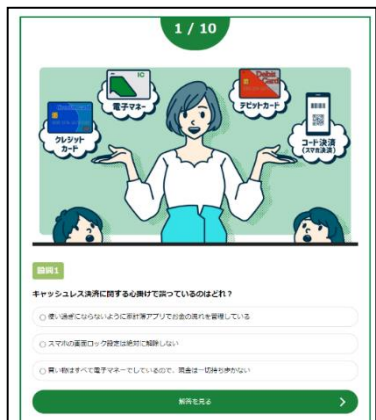 1 / 10
IC
電子マネー
Debit Card
デビットカード
クレジット
カード
コード決済
(スマホ決済)
設問1
キャッシュレス決済に関する心掛けで誤っているのはどれ？
使い過ぎにならないように家計簿アプリでお金の流れを管理している
スマホの画面ロック設定は絶対に解除しない
買い物はすべて電子マネーでしているので、現金は一切持ち歩かない
解答を見る